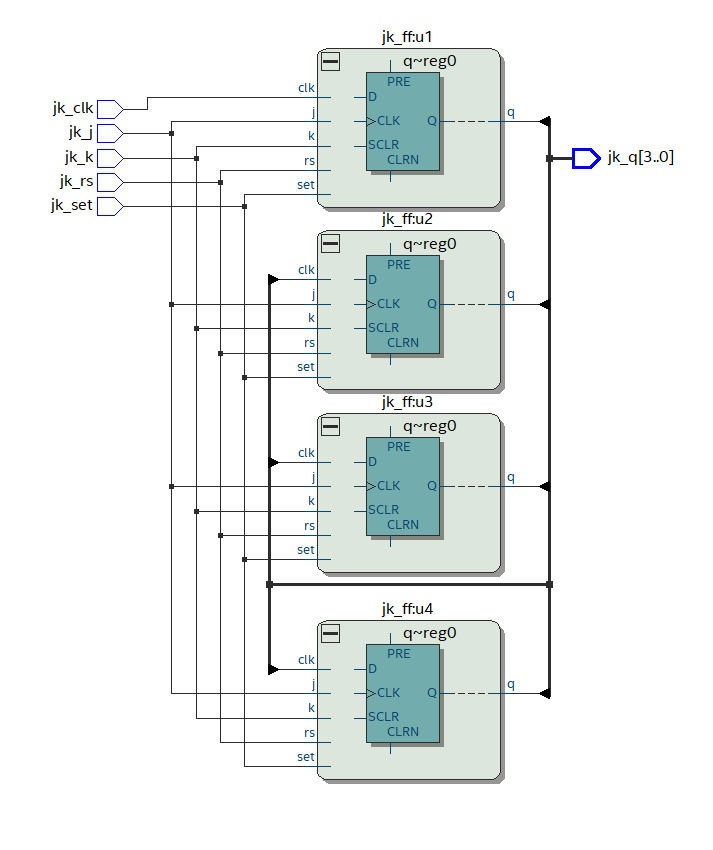 jk_ff:u1
q~reg0
PRE
D
CLK
Q
SCLR
CLRN
clk
j
k
rs
set
q
jk_clk
jk_j
jk_k
jk_rs
jk_set
jk_q[3..0]
jk_ff:u2
q~reg0
PRE
D
CLK
Q
SCLR
CLRN
clk
j
k
rs
set
q
jk_ff:u3
q~reg0
PRE
D
CLK
Q
SCLR
CLRN
clk
j
k
rs
set
q
jk_ff:u4
q~reg0
PRE
D
CLK
Q
SCLR
CLRN
clk
j
k
rs
set
q